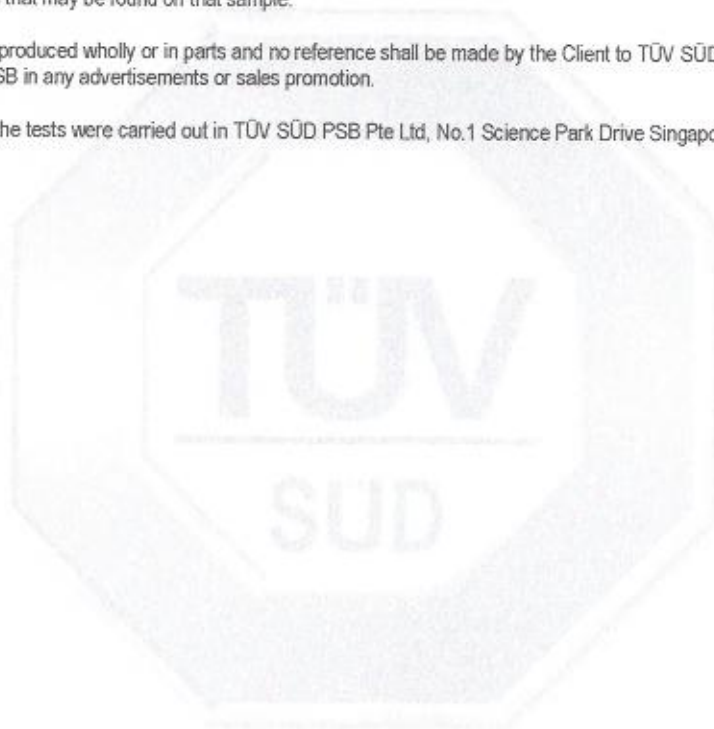 that may be found on that sample.
produced wholly or in parts and no reference shall be made by the Client to TÜV SÜD
SB in any advertisements or sales promotion.
he tests were carried out in TÜV SÜD PSB Pte Ltd, No.1 Science Park Drive Singapo
TÜV
SÜD